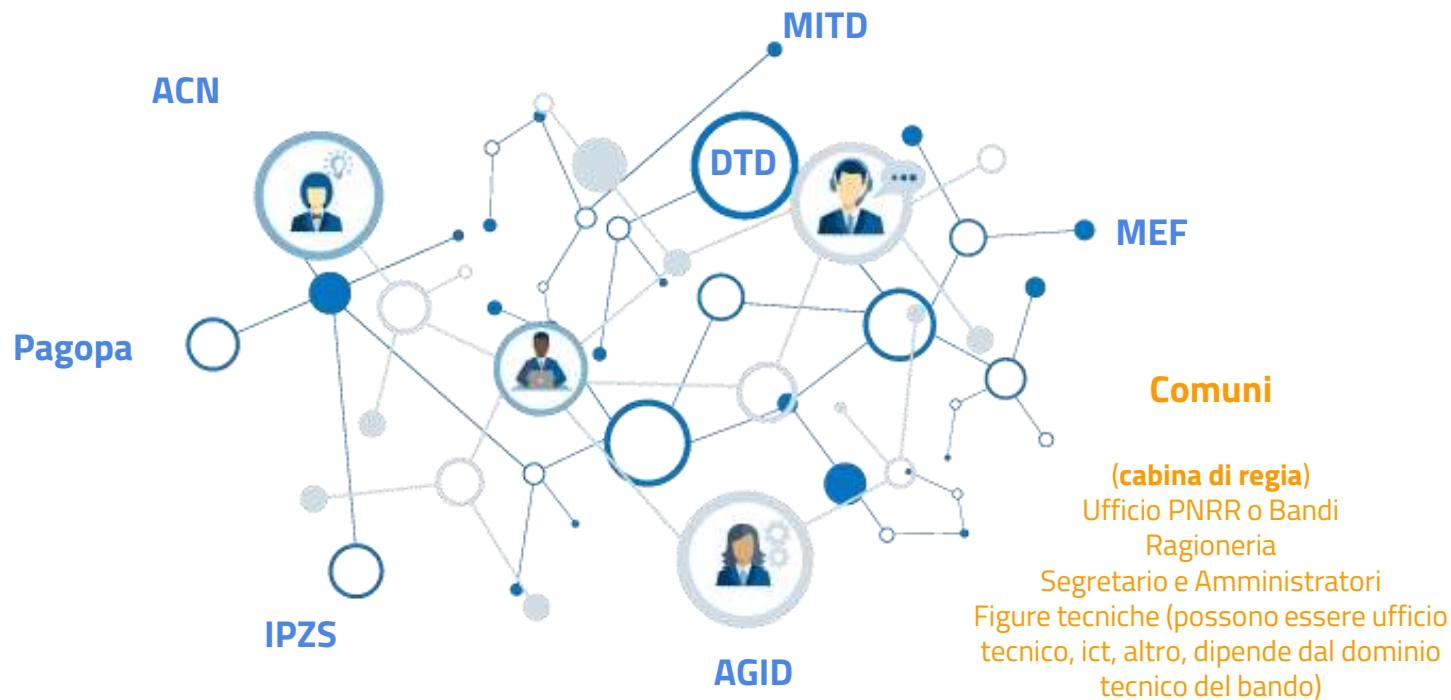 MITD
ACN
DTD
MEF
Pagopa
Comuni
(cabina di regia)
Ufficio PNRR o Bandi
Ragioneria
Segretario e Amministratori
Figure tecniche (possono essere ufficio
tecnico, ict, altro, dipende dal dominio
tecnico del bando)
IPZS
AGID